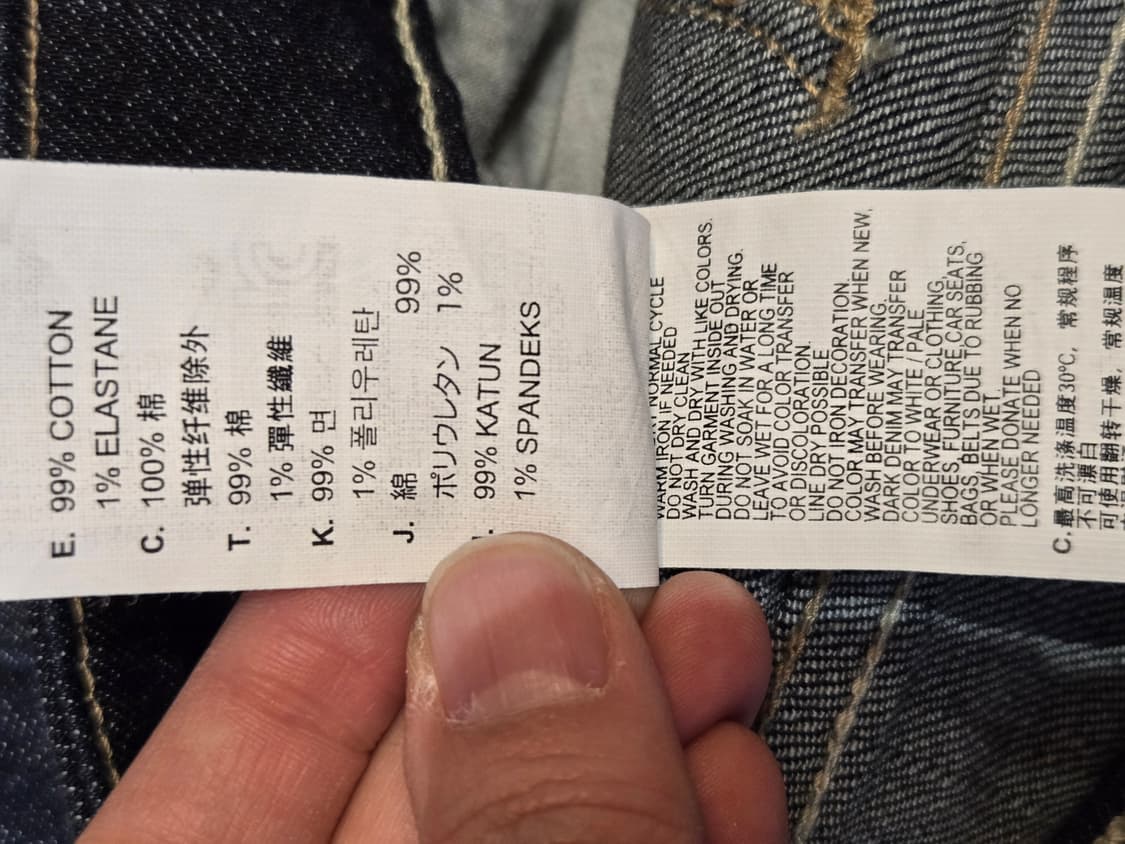 E. 99% COTTON
1% ELASTANE
C. 100% 棉
弹性纤维除外
T. 99% 棉
1% 彈性纖維
K. 99% 면
1% 폴리우레탄
J. 綿 99%
ポリウレタン 1%
99% KATUN
1% SPANDEKS
NORMAL CYCLE
WARM IRON IF NEEDED
DO NOT DRY CLEAN
WASH AND DRY WITH LIKE COLORS.
TURN GARMENT INSIDE OUT
DURING WASHING AND DRYING.
DO NOT SOAK IN WATER OR
LEAVE WET FOR A LONG TIME
TO AVOID COLOR TRANSFER
OR DISCOLORATION.
LINE DRY POSSIBLE
DO NOT IRON DECORATION
COLOR MAY TRANSFER WHEN NEW,
WASH BEFORE WEARING.
DARK DENIM MAY TRANSFER
COLOR TO WHITE / PALE
UNDERWEAR OR CLOTHING,
SHOES, FURNITURE,CAR SEATS,
BAGS, BELTS DUE TO RUBBING
OR WHEN WET.
PLEASE DONATE WHEN NO
LONGER NEEDED
C.最高洗涤温度30℃, 常规程序
不可漂白
可使用翻转干燥, 常规温度